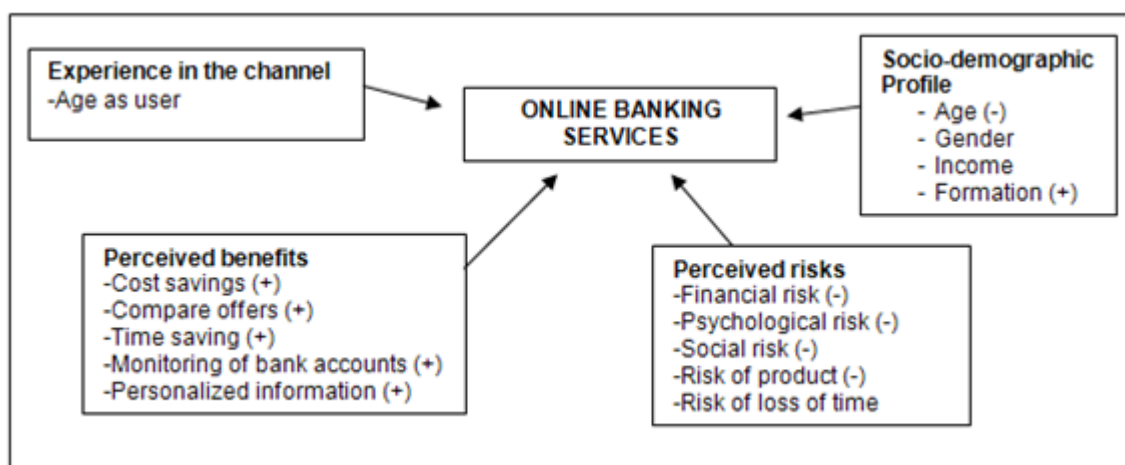 Experience in the channel
-Age as user
ONLINE BANKING
SERVICES
Socio-demographic
Profile
- Age (-)
- Gender
- Income
- Formation (+)
Perceived benefits
-Cost savings (+)
-Compare offers (+)
-Time saving (+)
-Monitoring of bank accounts (+)
-Personalized information (+)
Perceived risks
-Financial risk (-)
-Psychological risk (-)
-Social risk (-)
-Risk of product (-)
-Risk of loss of time